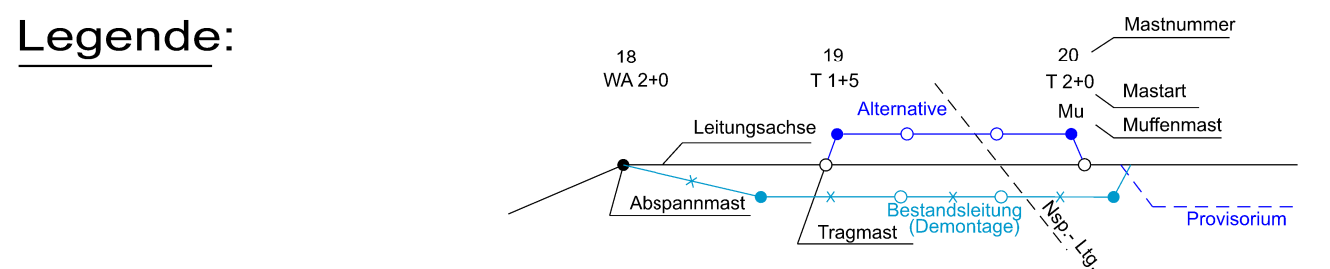 Legende:
Mastnummer
18
19
20
WA 2+0
T 1+5
T 2+0
Mastart
Alternative
Mu
Muffenmast
Leitungsachse
Abspannmast
Bestandsleitung
(Demontage)
Nsp.- Ltg.
Provisorium
Tragmast